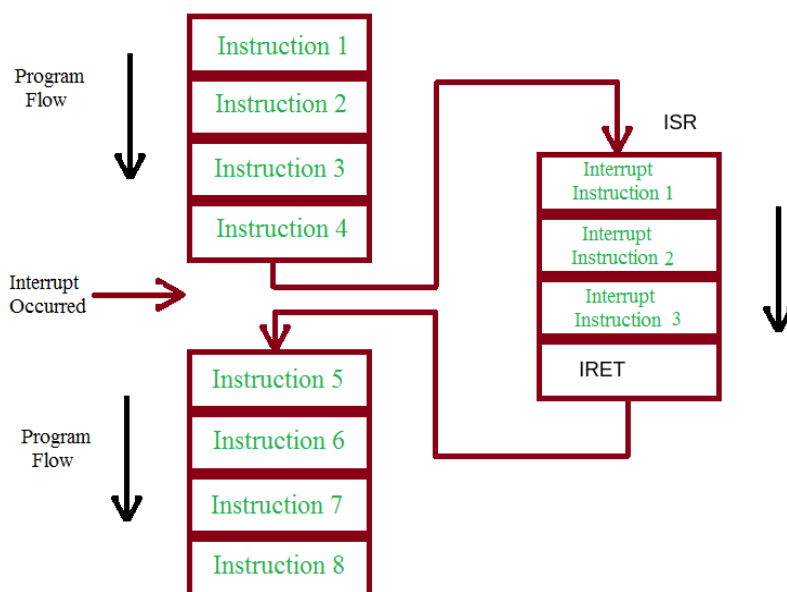 Instruction 1
Program
Flow
Instruction 2
Instruction 3
Instruction 4
Interrupt
Occurred
ISR
Interrupt
Instruction 1
Interrupt
Instruction 2
Interrupt
Instruction 3
IRET
Instruction 5
Program
Flow
Instruction 6
Instruction 7
Instruction 8